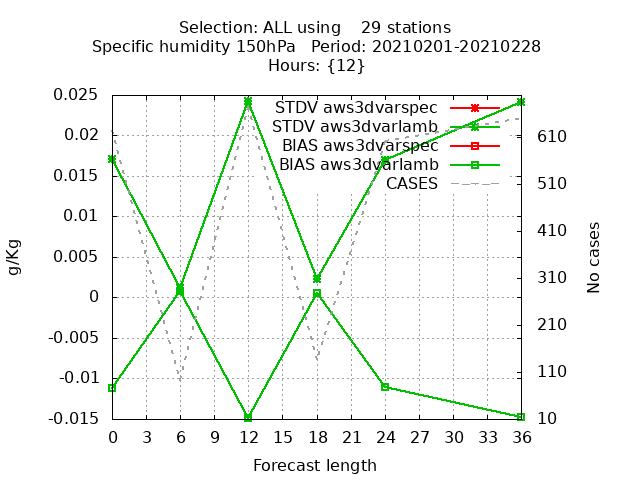 Selection: ALL using    29 stations
Specific humidity 150hPa   Period: 20210201-20210228
Hours: {12}
0.025
0.02
0.015
0.01
0.005
0
-0.005
-0.01
-0.015
g/Kg
STDV aws3dvarspec
STDV aws3dvarlamb
BIAS aws3dvarspec
BIAS aws3dvarlamb
CASES
610
510
410
310
210
110
10
No cases
0 3 6 9 12 15 18 21 24 27 30 33 36
Forecast length